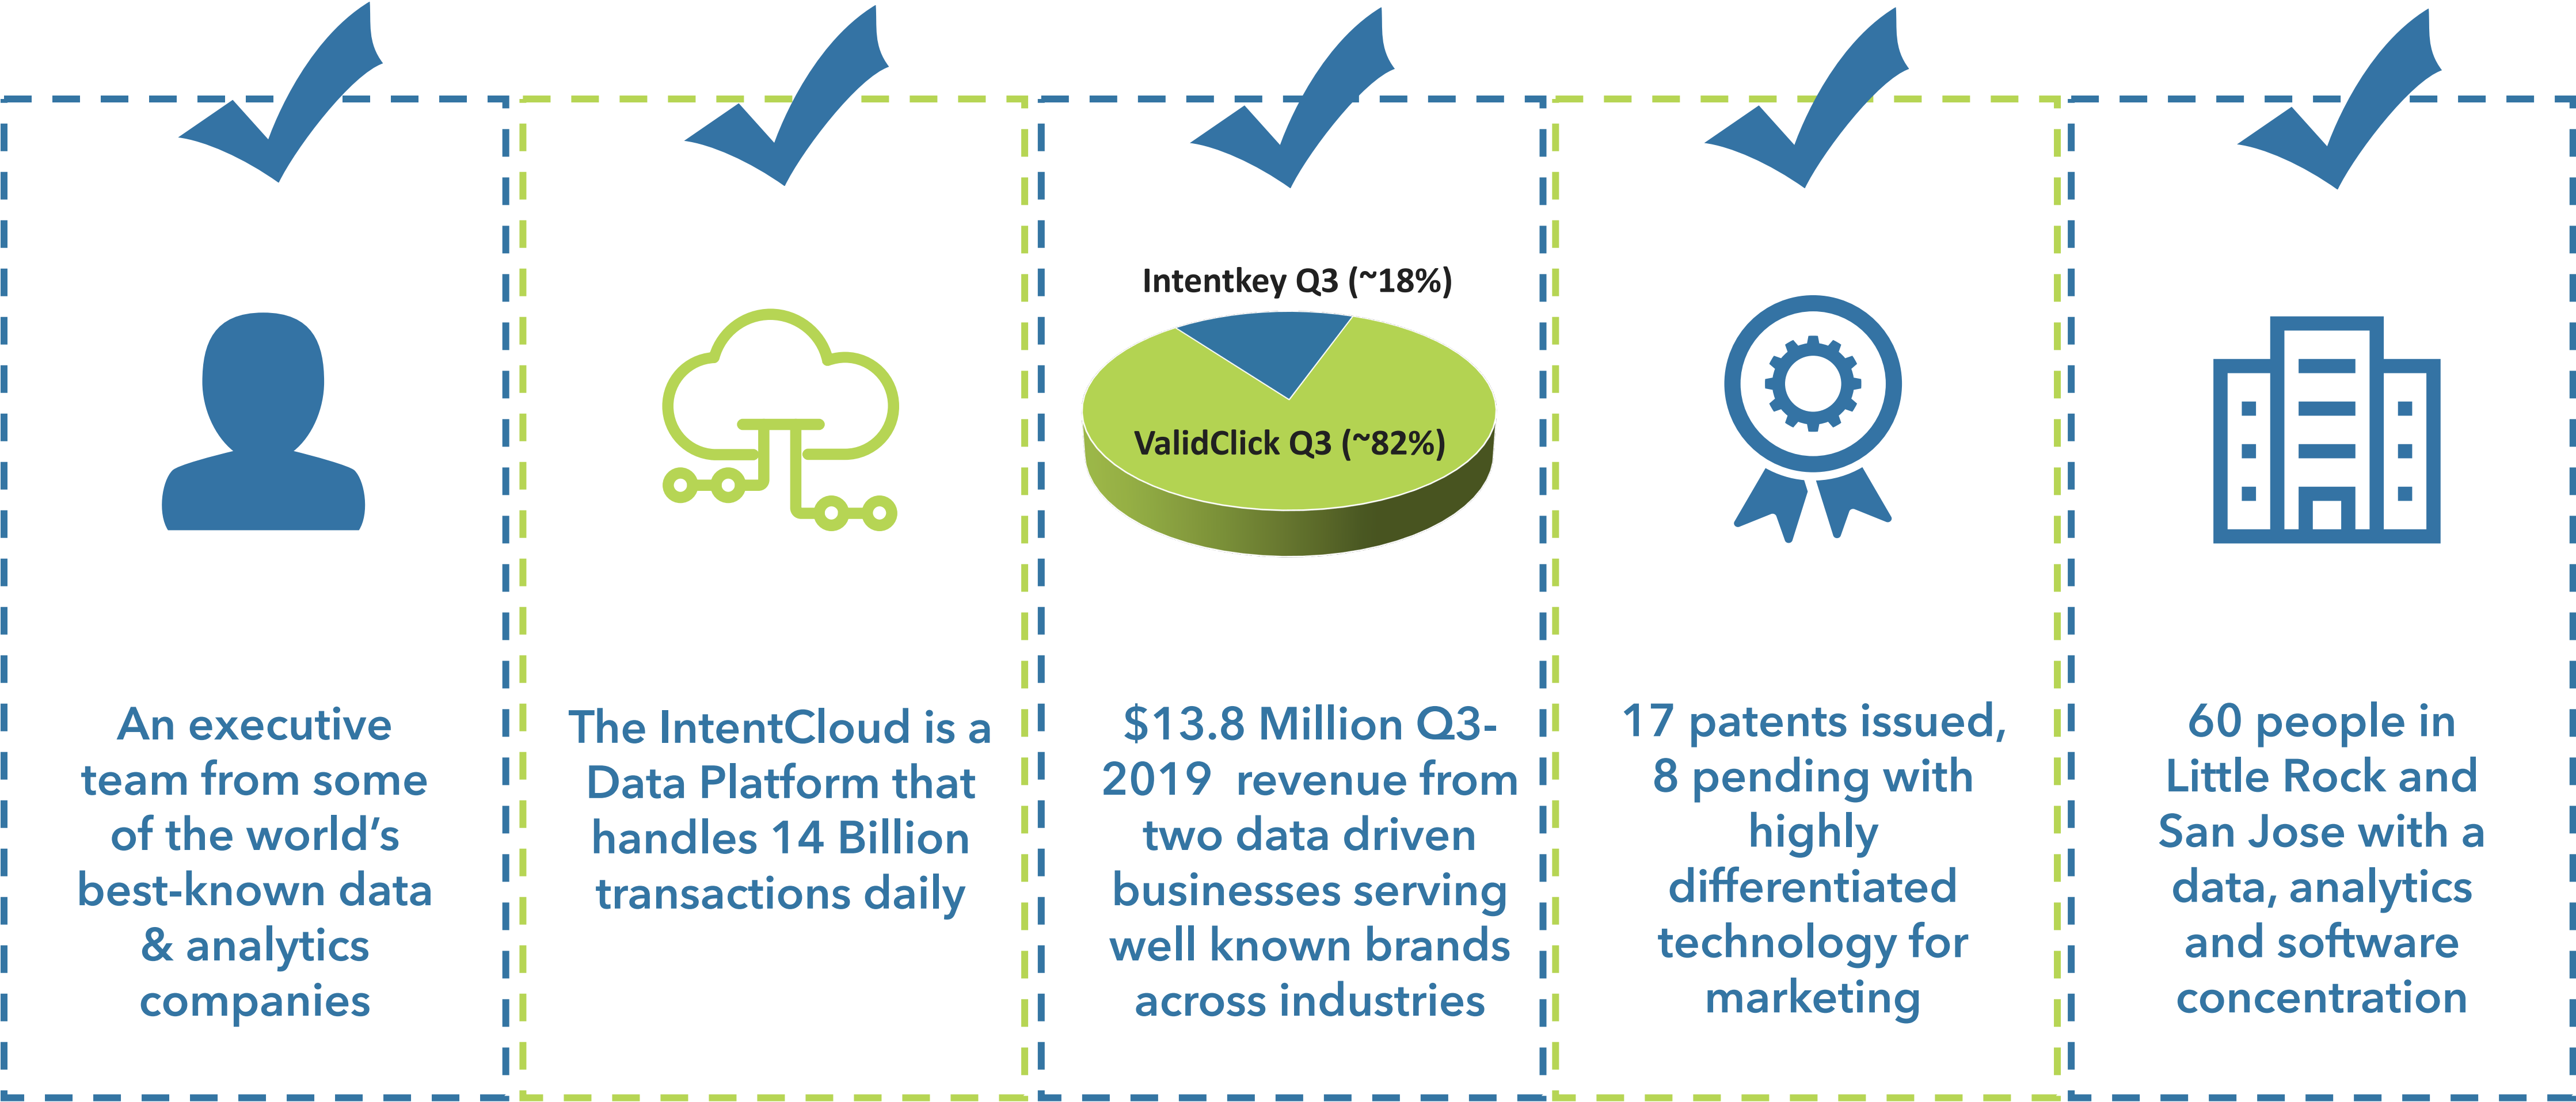 An executive
team from some
of the world's
best-known data
& analytics
companies
The IntentCloud is a
Data Platform that
handles 14 Billion
transactions daily
Intentkey Q3 (~18%)
ValidClick Q3 (~82%)
$13.8 Million Q3-
2019 revenue from
two data driven
businesses serving
well known brands
across industries
17 patents issued,
8 pending with
highly
differentiated
technology for
marketing
60 people in
Little Rock and
San Jose with a
data, analytics
and software
concentration